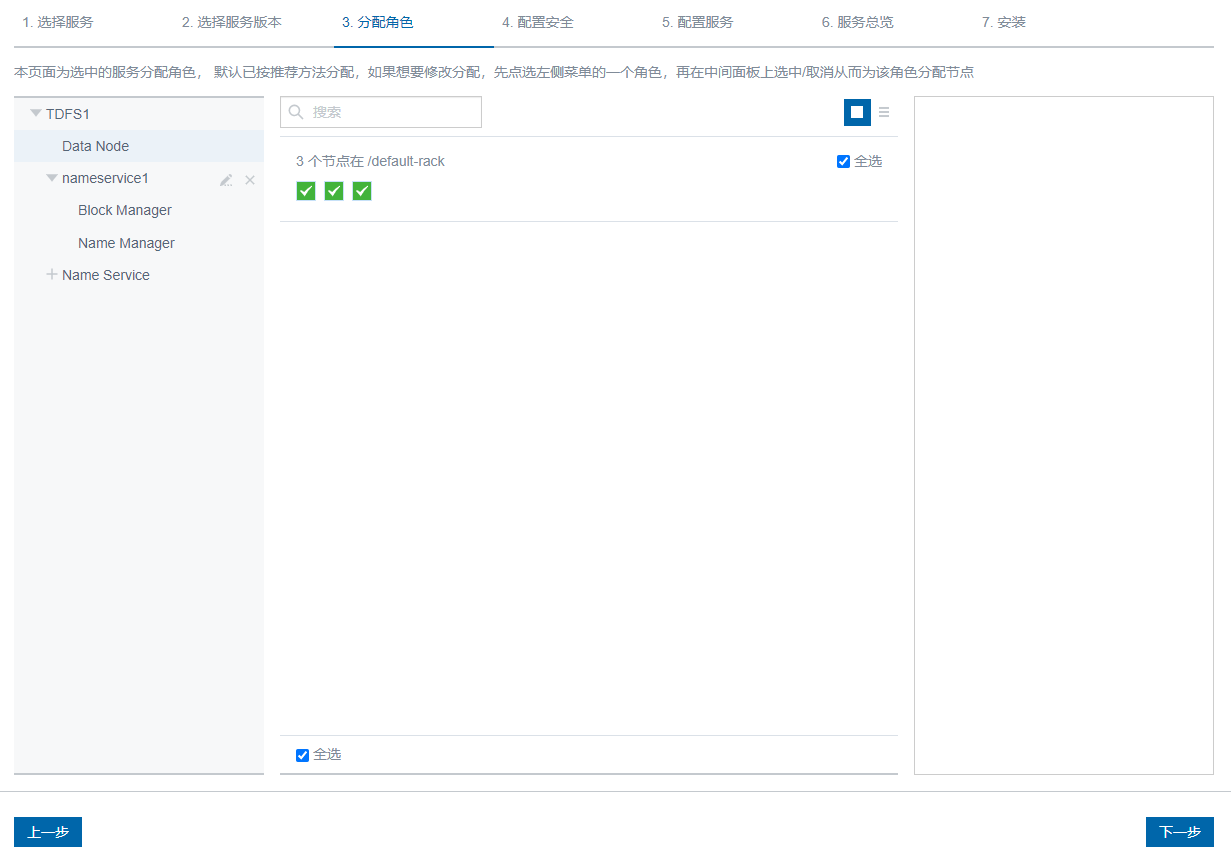 1. 选择服务
2. 选择服务版本
3. 分配角色
4. 配置安全
5. 配置服务
6. 服务总览
7. 安装
本页面为选中的服务分配角色， 默认已按推荐方法分配，如果想要修改分配，先点选左侧菜单的一个角色，再在中间面板上选中/取消从而为该角色分配节点
TDFS1
Data Node
nameservice1
Block Manager
Name Manager
Name Service
搜索
3 个节点在 /default-rack
全选
全选
上一步
下一步